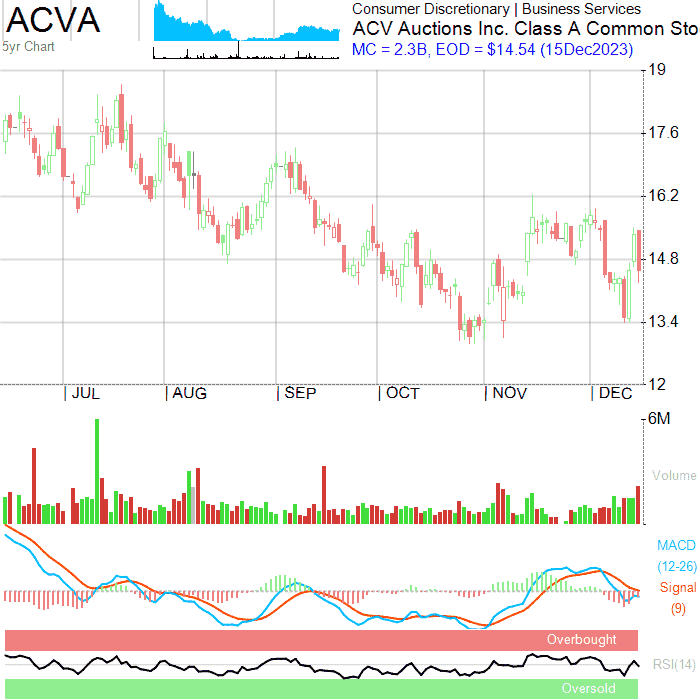 ACVA
5yr Chart
Consumer Discretionary | Business Services
ACV Auctions Inc. Class A Common Sto
MC = 2.3B, EOD = $14.54 (15Dec2023)
19
17.6
16.2
14.8
13.4
12
JUL AUG SEP OCT NOV DEC
6M
Volume
MACD
(12-26)
Signal
(9)
Overbought
RSI(14)
Oversold